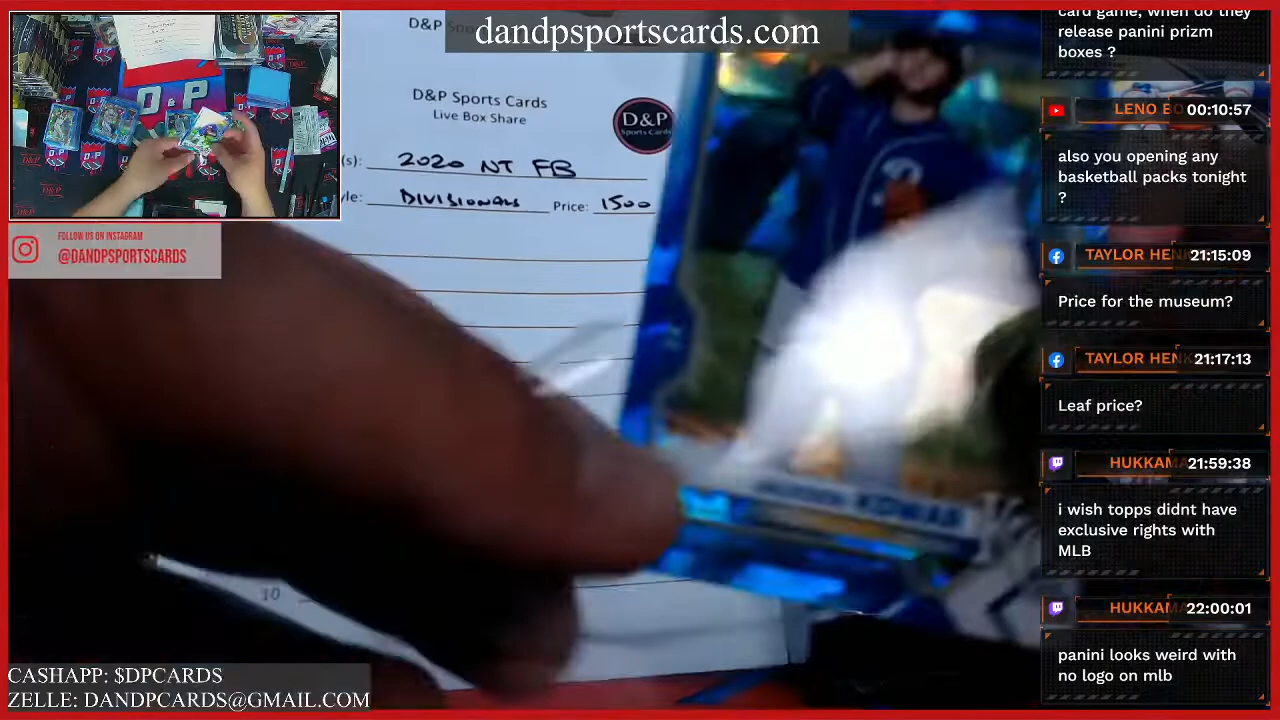 dandpsportscards.com
D&P
D&P Sports Cards
Live Box Share
D&P
Sports Cards
(s): 2020 NT FB
le: DIVISIONALS Price: 1500
D&P
FOLLOW US ON INSTAGRAM
@DANDPSPORTSCARDS
KOWAR
10
CASHAPP: $DPCARDS
ZELLE: DANDPCARDS@GMAIL.COM
card game, when do they
release panini prizm
boxes ?
LENO 00:10:57
also you opening any
basketball packs tonight
?
TAYLOR HEN 21:15:09
Price for the museum?
TAYLOR HEN 21:17:13
Leaf price?
HUKKAM 21:59:38
i wish topps didnt have
exclusive rights with
MLB
HUKKAM 22:00:01
panini looks weird with
no logo on mlb